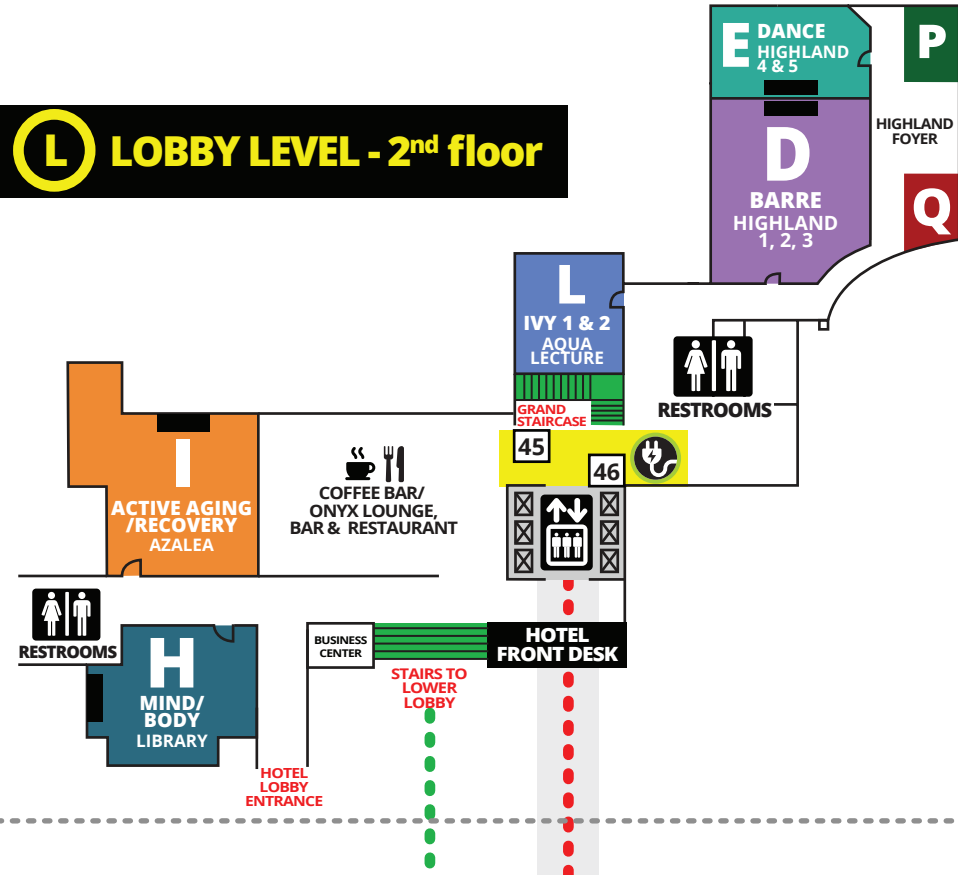 E DANCE
HIGHLAND
4 & 5
P
HIGHLAND
FOYER
L LOBBY LEVEL - 2nd floor
D
BARRE
HIGHLAND
1, 2, 3
Q
L
IVY 1 & 2
AQUA
LECTURE
GRAND
STAIRCASE
RESTROOMS
45
46
I
ACTIVE AGING
/RECOVERY
AZALEA
COFFEE BAR/
ONYX LOUNGE,
BAR & RESTAURANT
RESTROOMS
H
MIND/
BODY
LIBRARY
BUSINESS
CENTER
HOTEL
FRONT DESK
STAIRS TO
LOWER
LOBBY
HOTEL
LOBBY
ENTRANCE